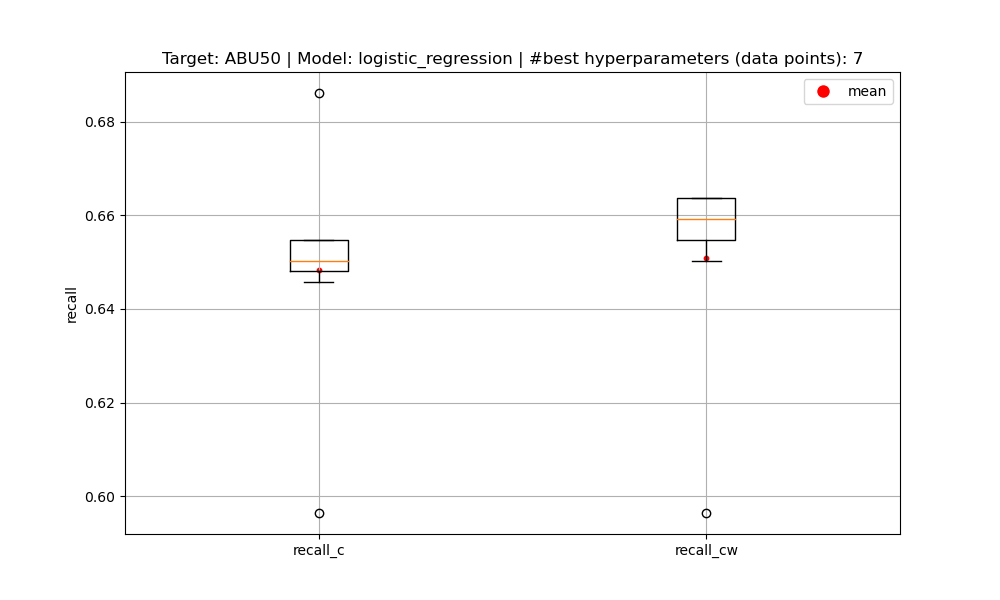 Target: ABU50 | Model: logistic_regression | #best hyperparameters (data points): 7
mean
0.68
0.66
0.64
0.62
0.60
recall
recall_c
recall_cw